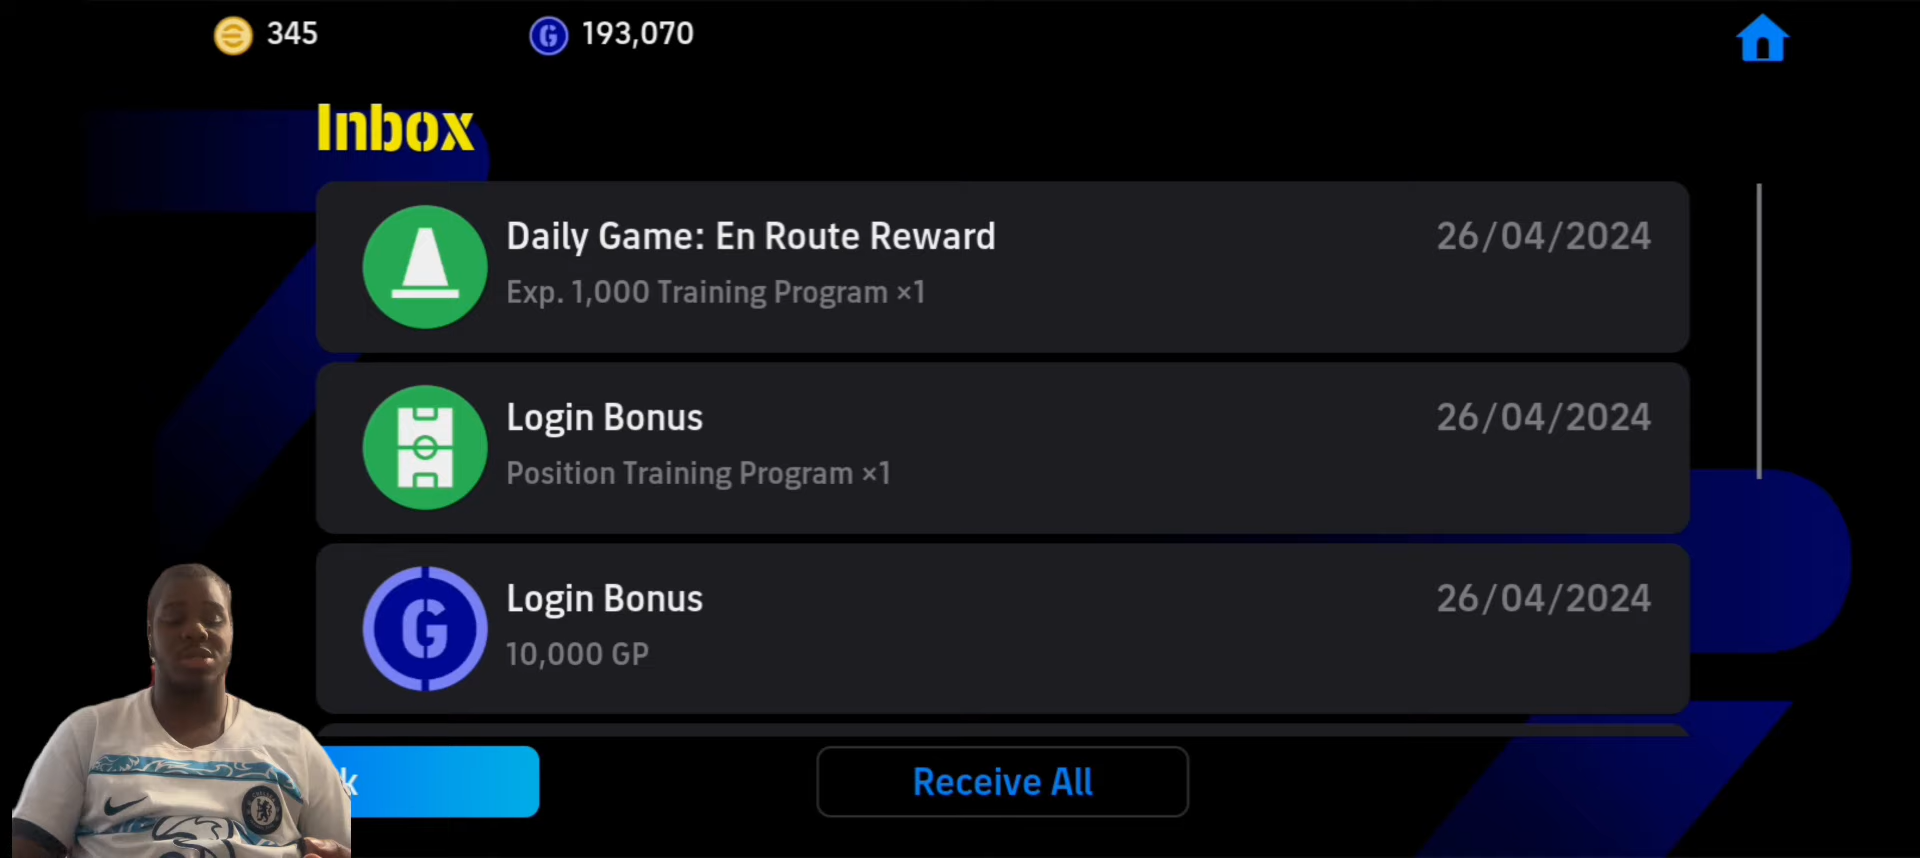 345
193,070
Inbox
Daily Game: En Route Reward
26/04/2024
Exp. 1,000 Training Program ×1
Login Bonus
26/04/2024
Position Training Program ×1
Login Bonus
26/04/2024
10,000 GP
k
Receive All